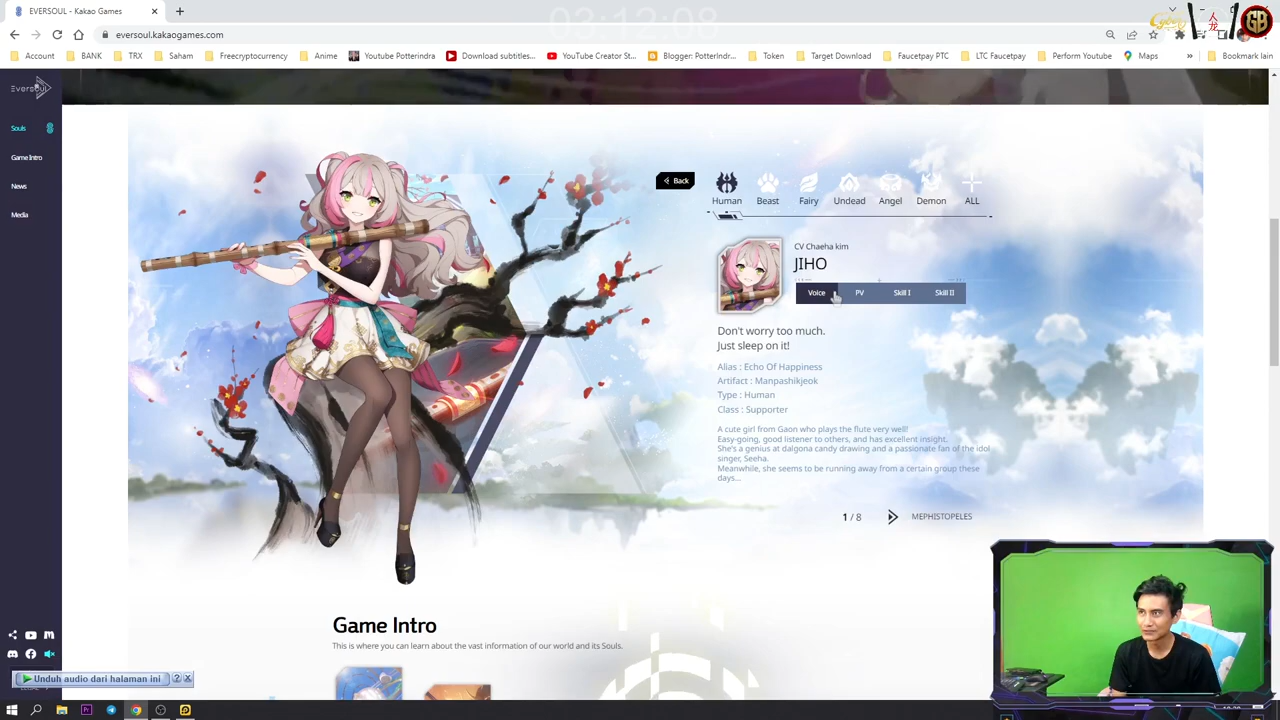 03:12:08
EVERSOUL - Kakao Games
eversoul.kakaogames.com
GB
Account
BANK
TRX
Saham
Freecryptocurrency
Anime
Youtube Potterindra
Download subtitles...
YouTube Creator St...
Blogger: PotterIndr...
Token
Target Download
Faucetpay PTC
LTC Faucetpay
Perform Youtube
Maps
»
Bookmark lain
EVERSOUL
Souls
Game Intro
News
Media
Back
Human
Beast
Fairy
Undead
Angel
Demon
ALL
CV Chaeha kim
JIHO
Voice
PV
Skill I
Skill II
Don't worry too much.
Just sleep on it!
Alias : Echo Of Happiness
Artifact : Manpashikjeok
Type : Human
Class : Supporter
A cute girl from Gaon who plays the flute very well!
Easy-going, good listener to others, and has excellent insight.
She's a genius at dalgona candy drawing and a passionate fan of the idol
singer, Seeha.
Meanwhile, she seems to be running away from a certain group these
days...
1 / 8
MEPHISTOPELES
Game Intro
This is where you can learn about the vast information of our world and its Souls.
Unduh audio dari halaman ini